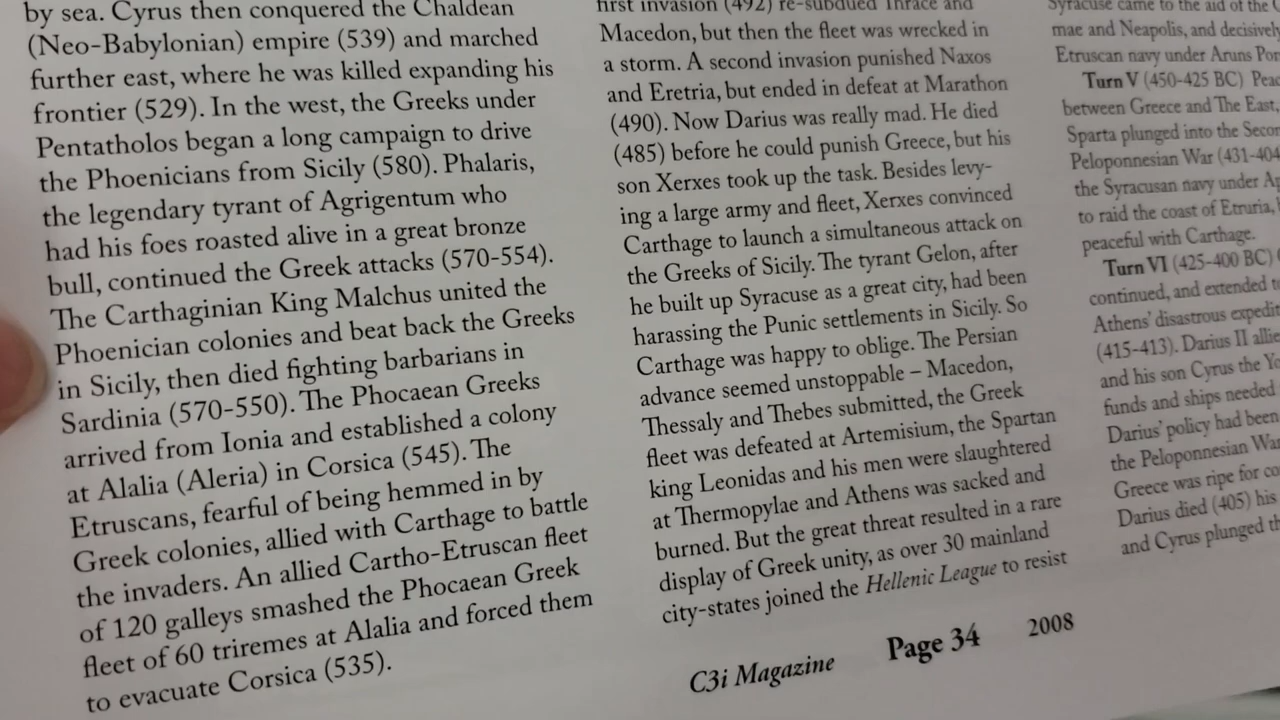 by sea. Cyrus then conquered the Chaldean
(Neo-Babylonian) empire (539) and marched
further east, where he was killed expanding his
frontier (529). In the west, the Greeks under
Pentatholos began a long campaign to drive
the Phoenicians from Sicily (580). Phalaris,
the legendary tyrant of Agrigentum who
had his foes roasted alive in a great bronze
bull, continued the Greek attacks (570-554).
The Carthaginian King Malchus united the
Phoenician colonies and beat back the Greeks
in Sicily, then died fighting barbarians in
Sardinia (570-550). The Phocaean Greeks
arrived from Ionia and established a colony
at Alalia (Aleria) in Corsica (545). The
Etruscans, fearful of being hemmed in by
Greek colonies, allied with Carthage to battle
the invaders. An allied Cartho-Etruscan fleet
of 120 galleys smashed the Phocaean Greek
fleet of 60 triremes at Alalia and forced them
to evacuate Corsica (535).
first invasion (492) re-subdued Thrace and
Macedon, but then the fleet was wrecked in
a storm. A second invasion punished Naxos
and Eretria, but ended in defeat at Marathon
(490). Now Darius was really mad. He died
(485) before he could punish Greece, but his
son Xerxes took up the task. Besides levy-
ing a large army and fleet, Xerxes convinced
Carthage to launch a simultaneous attack on
the Greeks of Sicily. The tyrant Gelon, after
he built up Syracuse as a great city, had been
harassing the Punic settlements in Sicily. So
Carthage was happy to oblige. The Persian
advance seemed unstoppable – Macedon,
Thessaly and Thebes submitted, the Greek
fleet was defeated at Artemisium, the Spartan
king Leonidas and his men were slaughtered
at Thermopylae and Athens was sacked and
burned. But the great threat resulted in a rare
display of Greek unity, as over 30 mainland
city-states joined the Hellenic League to resist
Syracuse came to the aid of the
mae and Neapolis, and decisively
Etruscan navy under Aruns
Turn V (450-425 BC)
between Greece and The East,
Sparta plunged into the
Peloponnesian War (431-404
the Syracusan navy under
to raid the coast of Etruria,
peaceful with Carthage.
Turn VI (425-400 BC)
continued, and extended
Athens' disastrous
(415-413). Darius II
and his son Cyrus the
funds and ships needed
Darius' policy had been
the Peloponnesian
Greece was ripe for
Darius died (405) his
and Cyrus plunged
C3i Magazine Page 34 2008